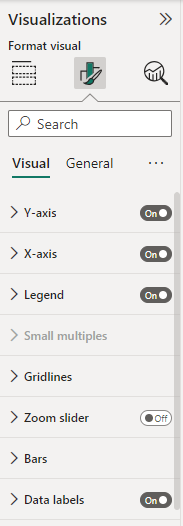 Visualizations
Format visual
Search
Visual General ...
Y-axis On
X-axis On
Legend On
Small multiples
Gridlines
Zoom slider Off
Bars
Data labels On